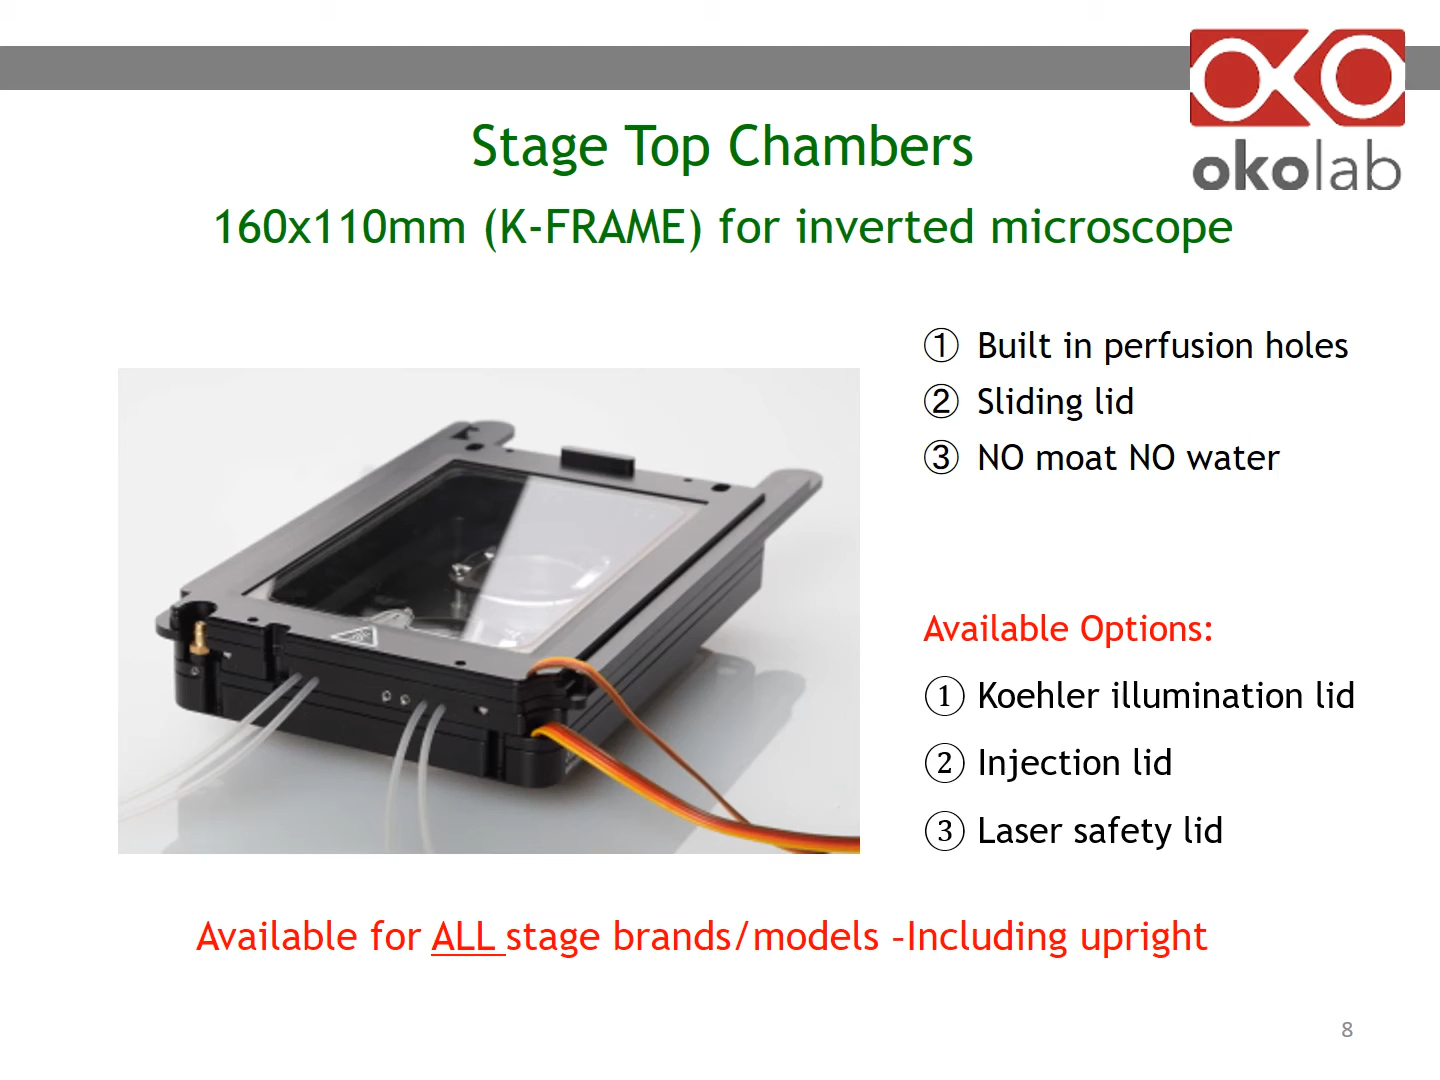 okolab
Stage Top Chambers
160x110mm (K-FRAME) for inverted microscope
① Built in perfusion holes
② Sliding lid
③ NO moat NO water
Available Options:
① Koehler illumination lid
② Injection lid
③ Laser safety lid
Available for ALL stage brands/models –Including upright
8